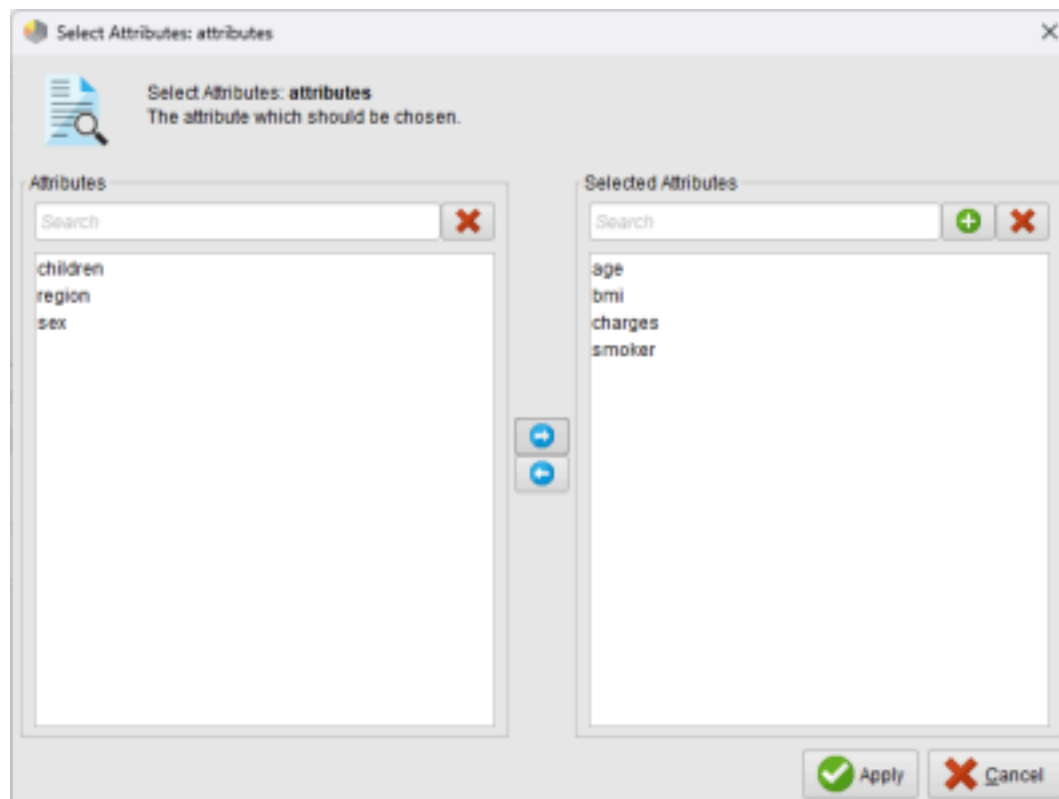 Select Attributes: attributes
Select Attributes: attributes
The attribute which should be chosen.
Attributes
Search
children
region
sex
Selected Attributes
Search
age
bmi
charges
smoker
Apply
Cancel